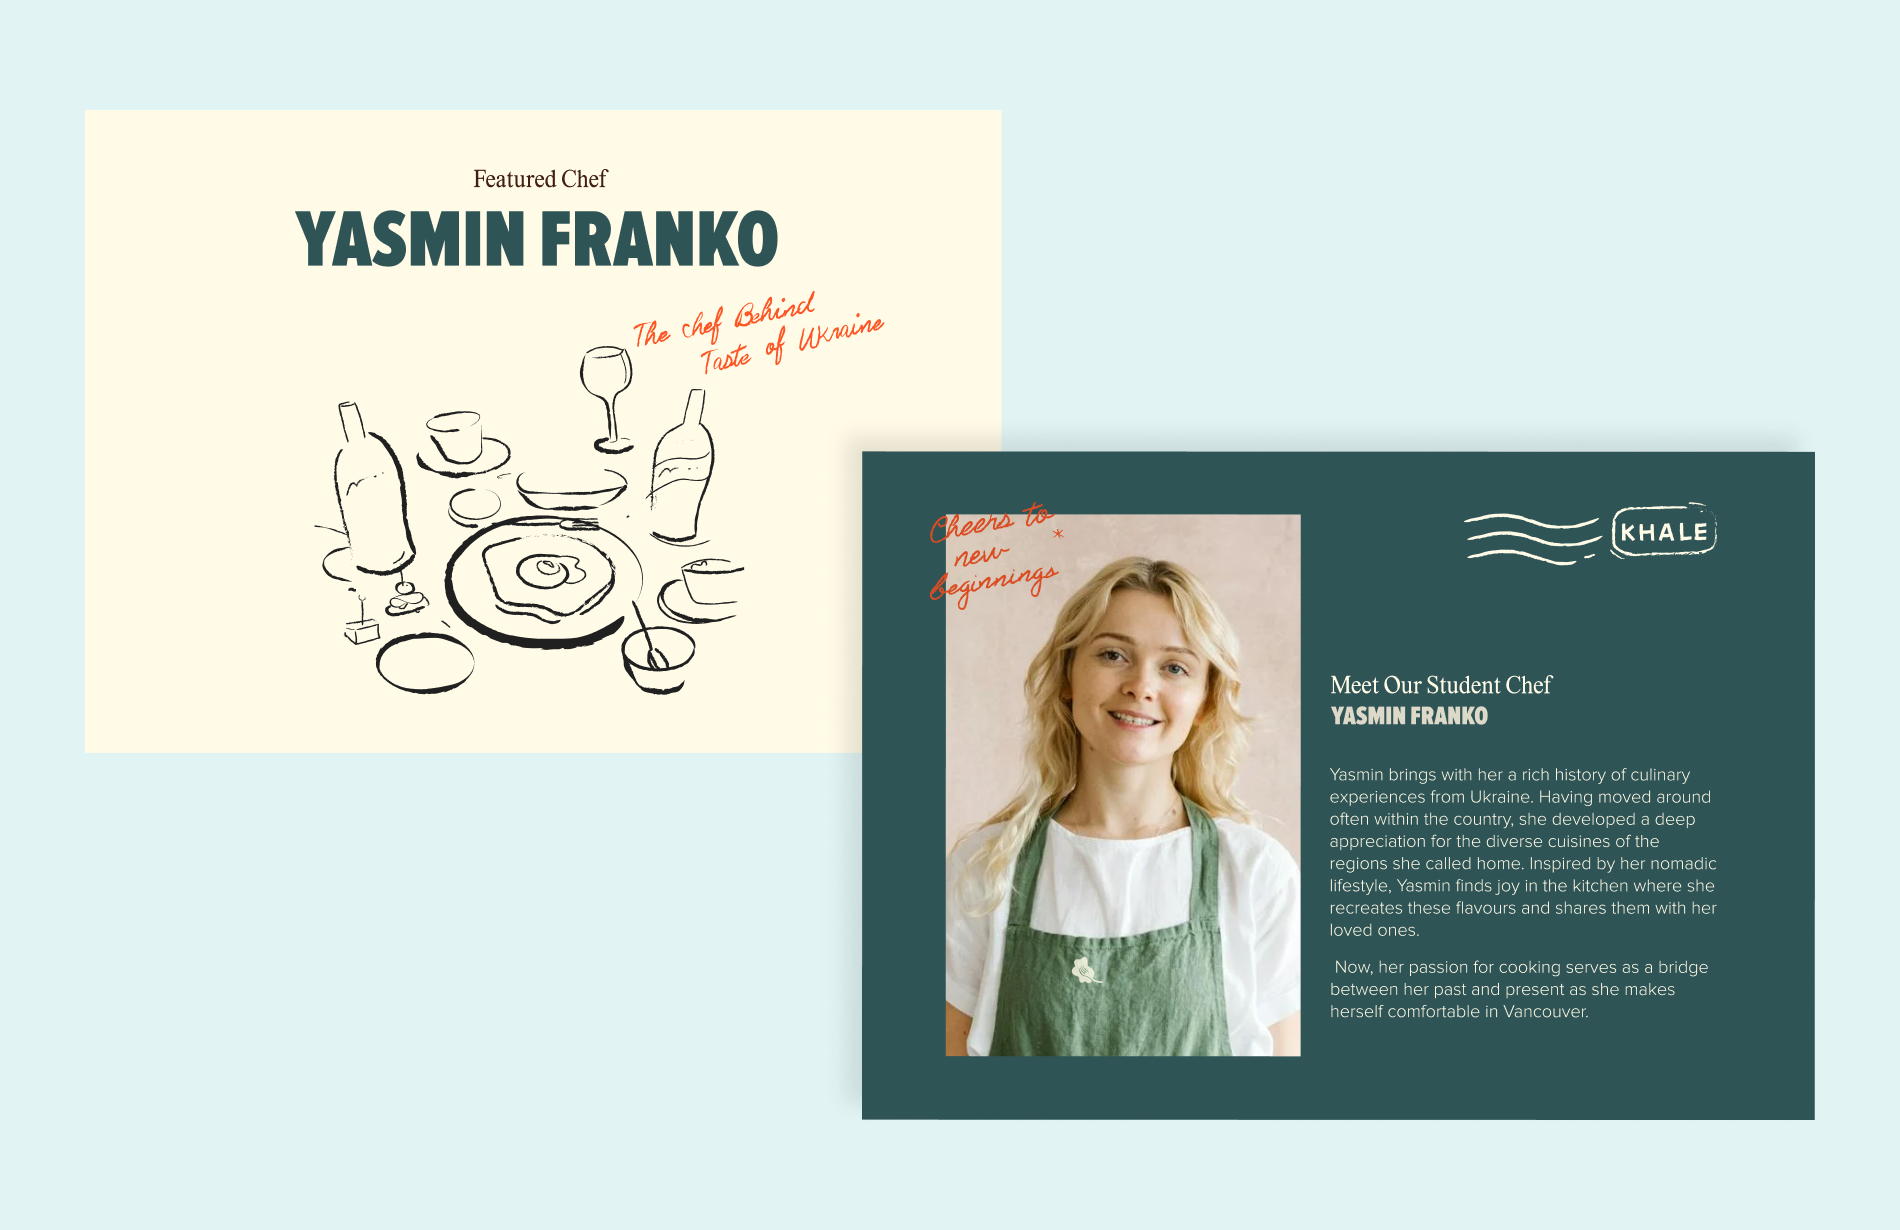 Featured Chef
YASMIN FRANKO
The chef Behind
Taste of Ukraine
Cheers to
new
beginnings
*
KHALE
Meet Our Student Chef
YASMIN FRANKO
Yasmin brings with her a rich history of culinary
experiences from Ukraine. Having moved around
often within the country, she developed a deep
appreciation for the diverse cuisines of the
regions she called home. Inspired by her nomadic
lifestyle, Yasmin finds joy in the kitchen where she
recreates these flavours and shares them with her
loved ones.
Now, her passion for cooking serves as a bridge
between her past and present as she makes
herself comfortable in Vancouver.